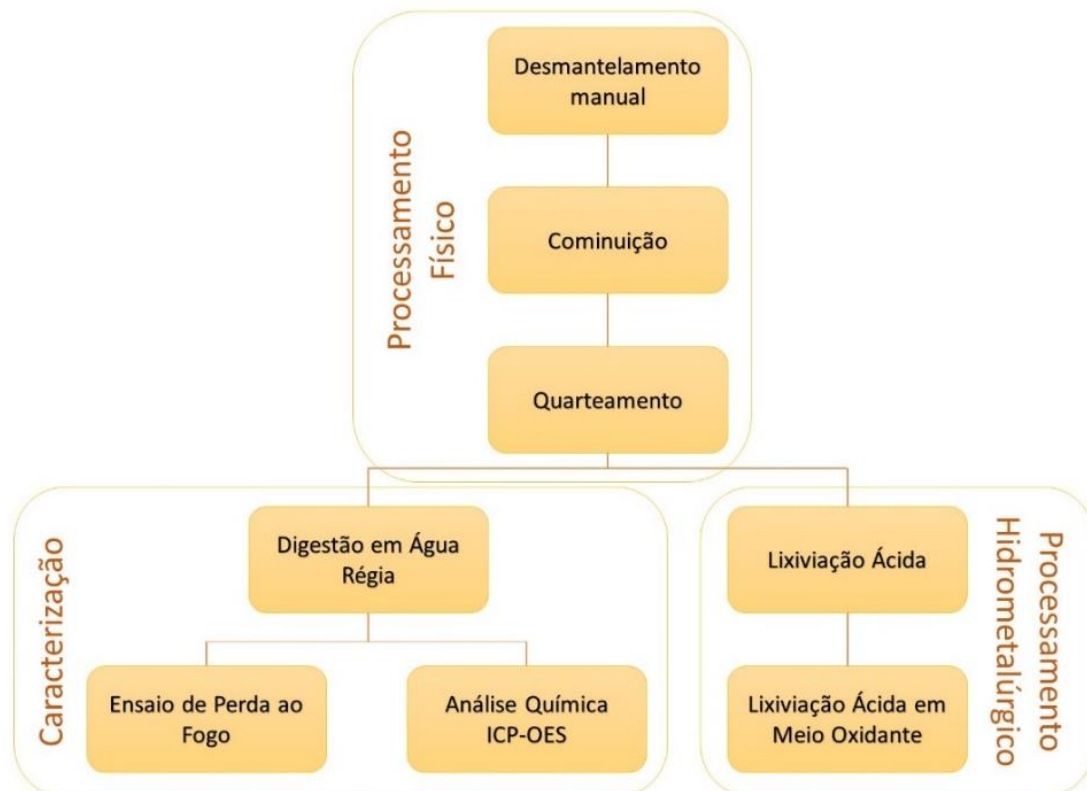 Processamento
Físico
Desmantelamento
manual
Cominuição
Quarteamento
Caracterização
Digestão em Água
Régia
Ensaio de Perda ao
Fogo
Análise Química
ICP-OES
Lixiviação Ácida
Lixiviação Ácida em
Meio Oxidante
Processamento
Hidrometalúrgico